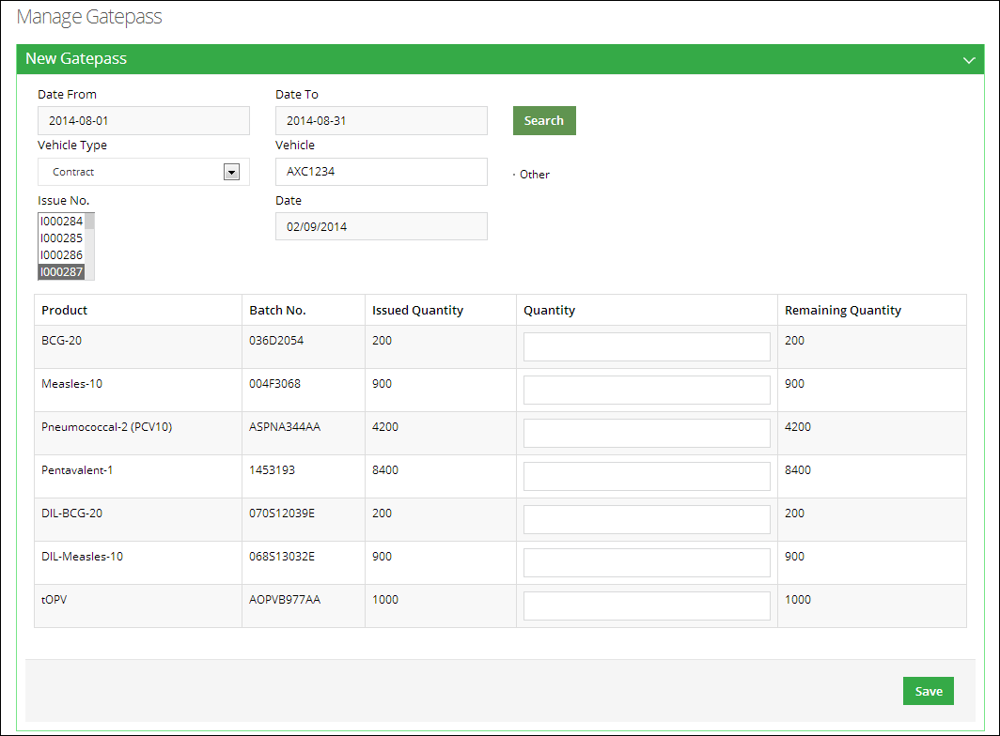 Manage Gatepass
New Gatepass
Date From Date To
2014-08-01 2014-08-31 Search
Vehicle Type Vehicle
Contract AXC1234 · Other
Issue No. Date
I000284 02/09/2014
I000285
I000286
I000287
Product Batch No. Issued Quantity Quantity Remaining Quantity
BCG-20 036D2054 200 200
Measles-10 004F3068 900 900
Pneumococcal-2 (PCV10) ASPNA344AA 4200 4200
Pentavalent-1 1453193 8400 8400
DIL-BCG-20 070S12039E 200 200
DIL-Measles-10 068S13032E 900 900
tOPV AOPVB977AA 1000 1000
Save